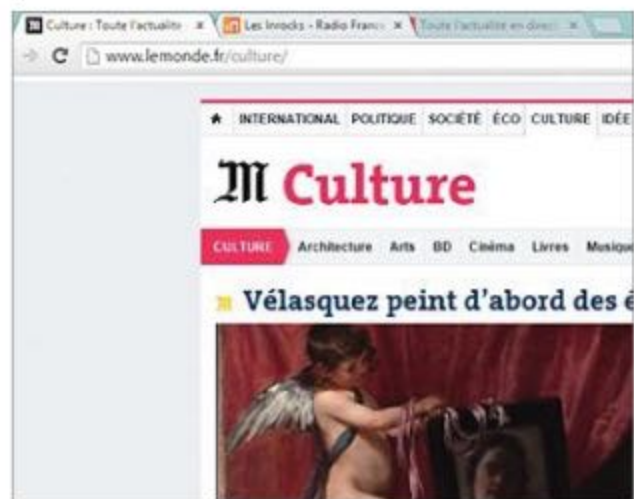 Culture : Toute l'actualité
Les Inrocks - Radio France
Toute l'actualité en direct
www.lemonde.fr/culture/
INTERNATIONAL POLITIQUE SOCIÉTÉ ÉCO CULTURE IDÉE
M Culture
CULTURE Architecture Arts BD Cinéma Livres Musique
Vélasquez peint d'abord des é